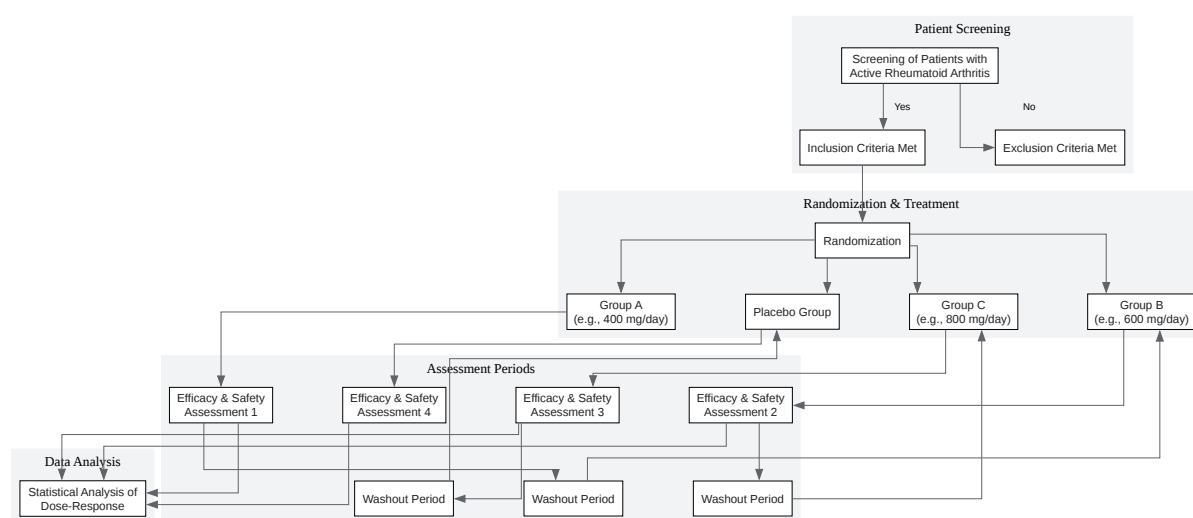 Patient Screening
Screening of Patients with
Active Rheumatoid Arthritis
Yes
No
Inclusion Criteria Met
Exclusion Criteria Met
Randomization & Treatment
Randomization
Group A
(e.g., 400 mg/day)
Placebo Group
Group C
(e.g., 800 mg/day)
Group B
(e.g., 600 mg/day)
Assessment Periods
Efficacy & Safety
Assessment 1
Efficacy & Safety
Assessment 4
Efficacy & Safety
Assessment 3
Efficacy & Safety
Assessment 2
Data Analysis
Statistical Analysis of
Dose-Response
Washout Period
Washout Period
Washout Period